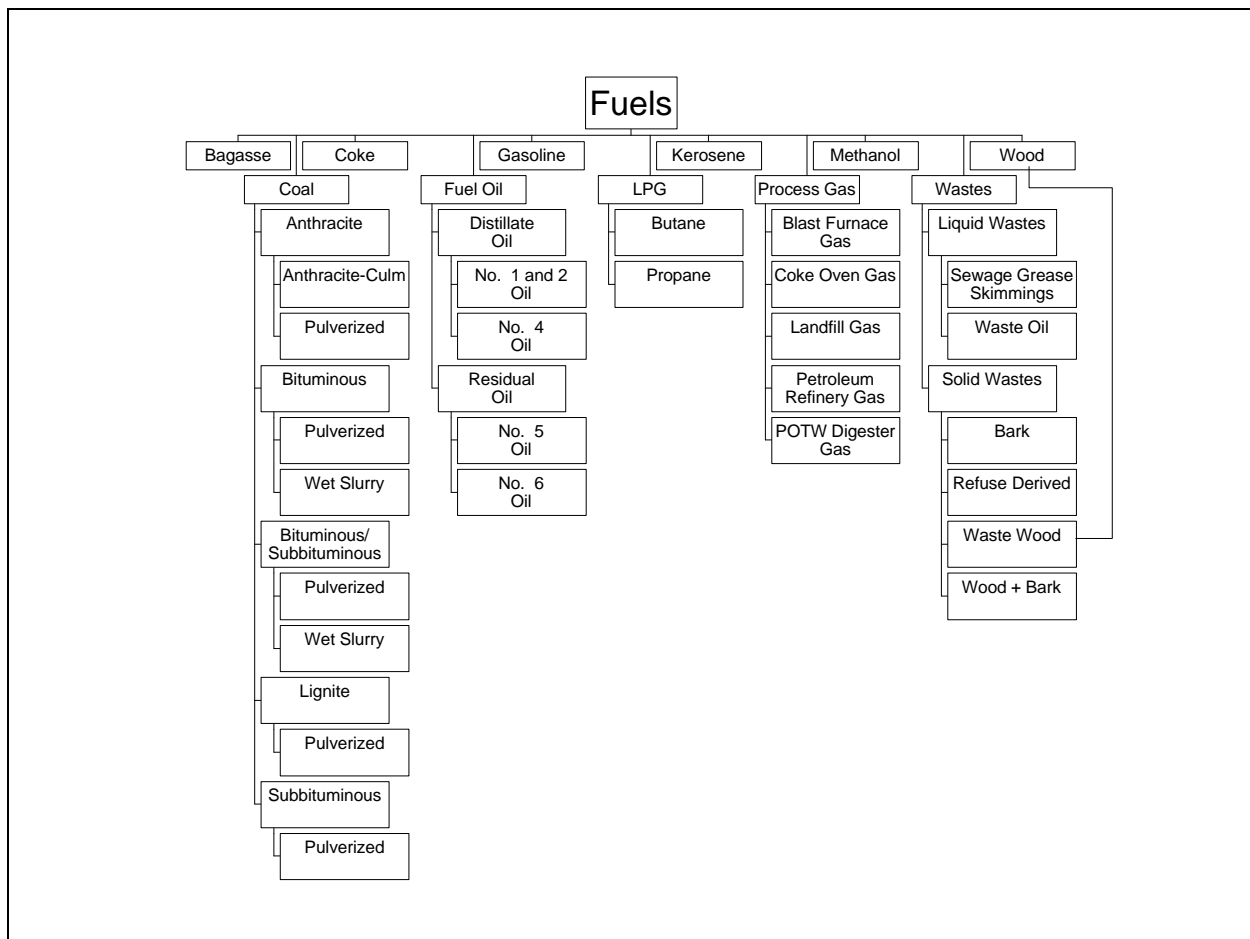 Fuels
Bagasse
Coke
Gasoline
Kerosene
Methanol
Wood
Coal
Fuel Oil
LPG
Process Gas
Wastes
Anthracite
Anthracite-Culm
Pulverized
Bituminous
Pulverized
Wet Slurry
Bituminous/
Subbituminous
Pulverized
Wet Slurry
Lignite
Pulverized
Subbituminous
Pulverized
Distillate
Oil
No. 1 and 2
Oil
No. 4
Oil
Residual
Oil
No. 5
Oil
No. 6
Oil
Butane
Propane
Blast Furnace
Gas
Coke Oven Gas
Landfill Gas
Petroleum
Refinery Gas
POTW Digester
Gas
Liquid Wastes
Sewage Grease
Skimmings
Waste Oil
Solid Wastes
Bark
Refuse Derived
Waste Wood
Wood + Bark